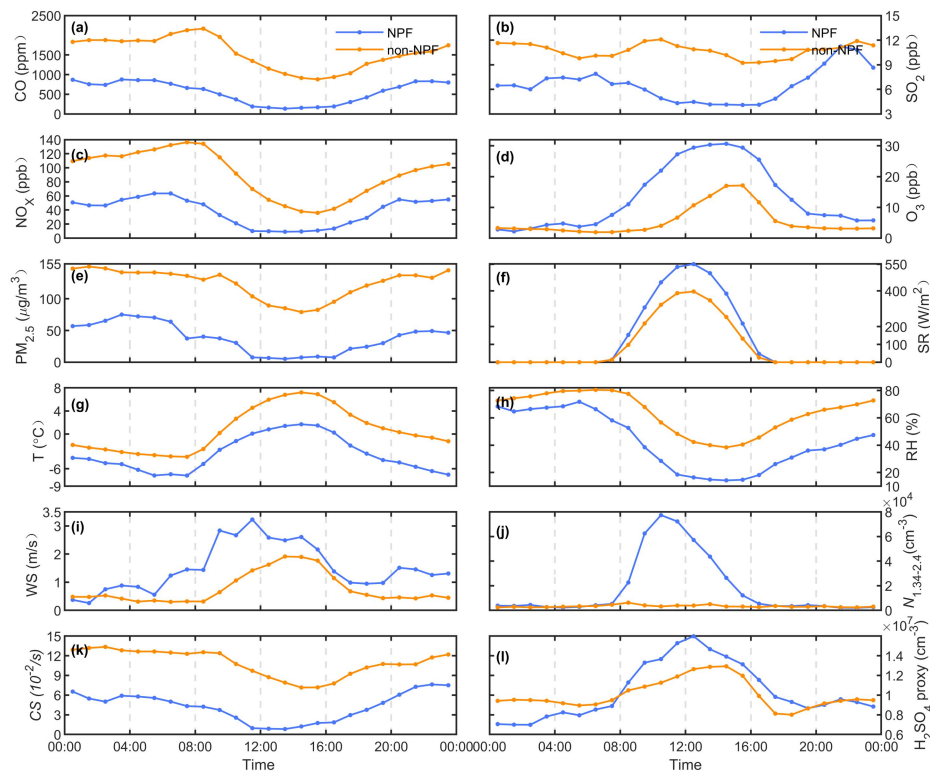 (a)
NPF
non-NPF
CO (ppm)
2500
2000
1500
1000
500
0
(b)
NPF
non-NPF
SO2 (ppb)
15
12
9
6
3
(c)
NOX (ppb)
140
120
100
80
60
40
20
0
(d)
O3 (ppb)
30
20
10
0
(e)
PM2.5 (μg/m3)
155
100
50
0
(f)
SR (W/m2)
550
400
200
0
(g)
T (°C)
8
4
0
-6
-9
(h)
RH (%)
80
60
40
20
10
(i)
WS (m/s)
3.5
3
2
1
0
(j)
×104
N1.34-2.4(cm-3)
8
6
4
2
0
(k)
CS (10-2/s)
15
12
9
6
3
0
(l)
×10-7
H2SO4 proxy (cm-3)
1.4
1.2
1
0.8
0.6
00:00 04:00 08:00 12:00 16:00 20:00 00:00
Time
00:00 04:00 08:00 12:00 16:00 20:00 00:00
Time